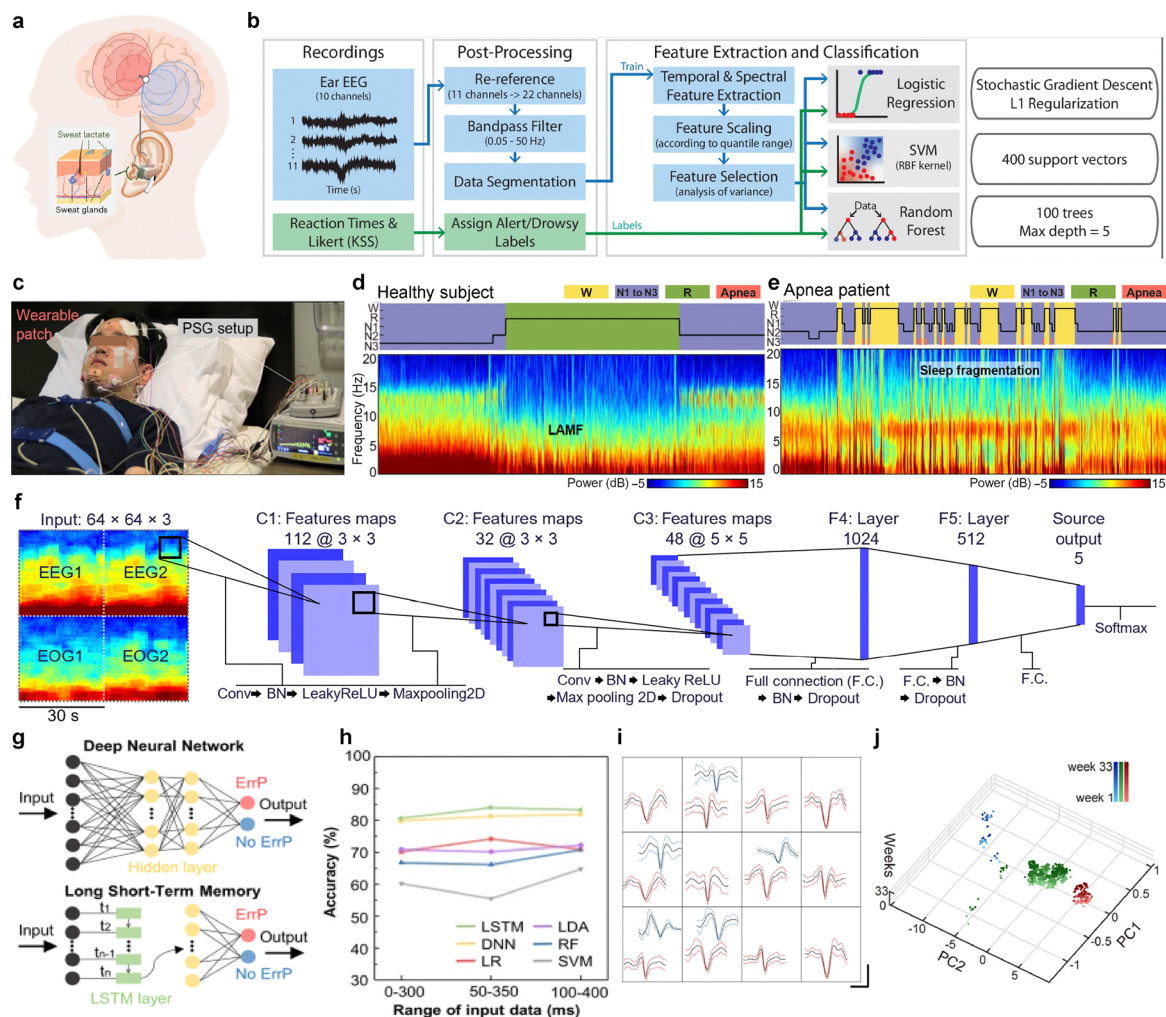 a
Sweat lactate
Sweat glands
b
Recordings
Ear EEG
(10 channels)
1
2
11
Time (s)
Reaction Times &
Likert (KSS)
Post-Processing
Re-reference
(11 channels -> 22 channels)
Bandpass Filter
(0.05 - 50 Hz)
Data Segmentation
Assign Alert/Drowsy
Labels
Feature Extraction and Classification
Train
Temporal & Spectral
Feature Extraction
Feature Scaling
(according to quantile range)
Feature Selection
(analysis of variance)
Labels
Logistic
Regression
SVM
(RBF kernel)
Data
Random
Forest
Stochastic Gradient Descent
L1 Regularization
400 support vectors
100 trees
Max depth = 5
c
Wearable
patch
PSG setup
d
Healthy subject
W
N1 to N3
R
Apnea
W
R
N1
N2
N3
20
15
10
5
0
Frequency (Hz)
LAMF
Power (dB) −5 15
e
Apnea patient
W
N1 to N3
R
Apnea
W
R
N1
N2
N3
20
15
10
5
0
Sleep fragmentation
Power (dB) −5 15
f
Input: 64 × 64 × 3
EEG1
EEG2
EOG1
EOG2
30 s
C1: Features maps
112 @ 3 × 3
C2: Features maps
32 @ 3 × 3
C3: Features maps
48 @ 5 × 5
F4: Layer
1024
F5: Layer
512
Source
output
5
Softmax
Conv BN LeakyReLU Maxpooling2D
Conv BN Leaky ReLU
Max pooling 2D Dropout
Full connection (F.C.)
BN Dropout
F.C. BN
Dropout
F.C.
g
Deep Neural Network
Input
ErrP
Output
No ErrP
Hidden layer
Long Short-Term Memory
Input
t1
t2
tn-1
tn
ErrP
Output
No ErrP
LSTM layer
h
100
90
80
70
60
50
40
30
Accuracy (%)
LSTM
DNN
LR
LDA
RF
SVM
0-300
50-350
100-400
Range of input data (ms)
i
j
week 33
week 1
Weeks
33
0
-10
-5
0
5
PC2
-1
-0.5
0
0.5
1
PC1